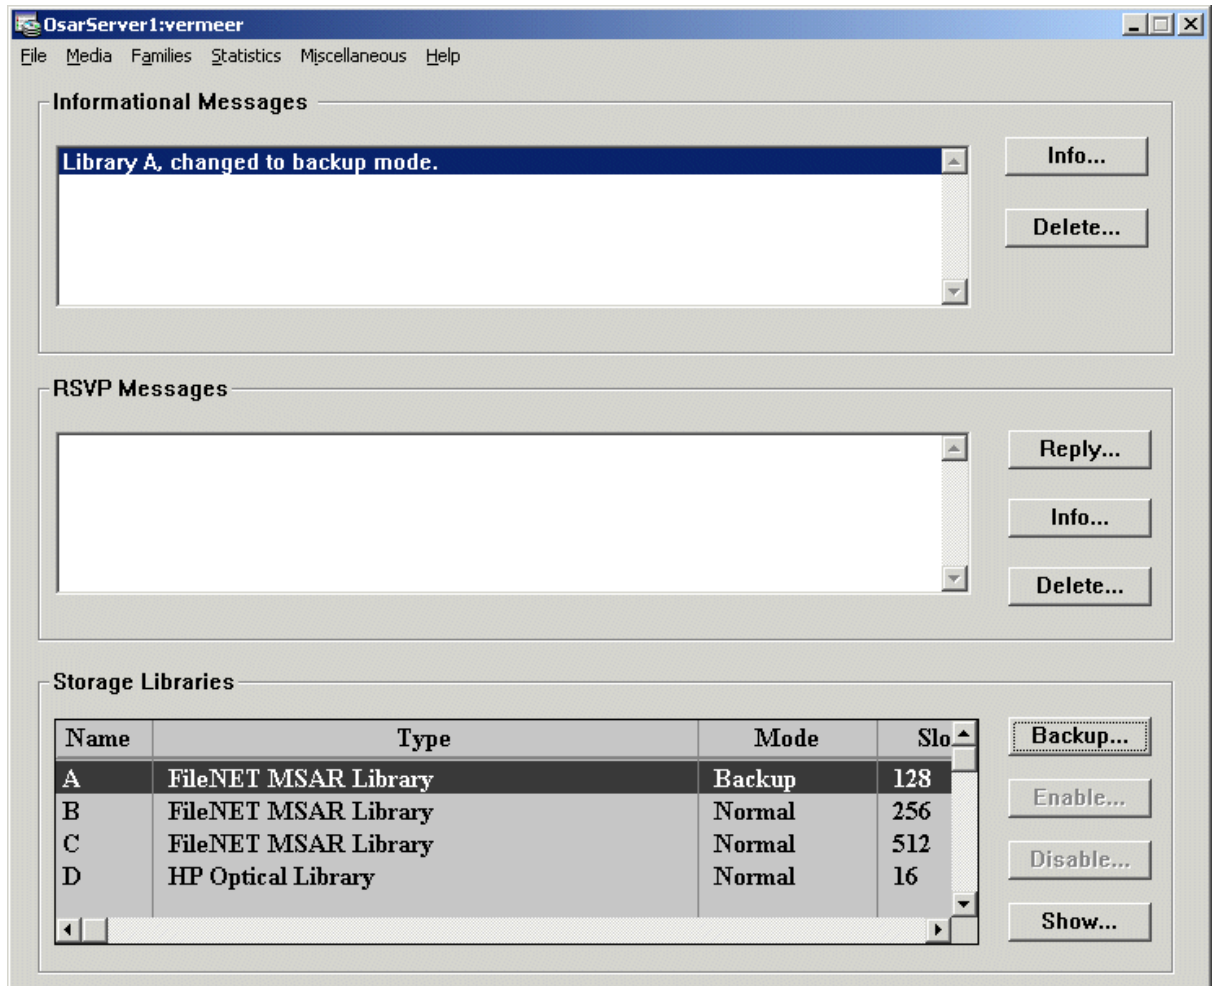 OsarServer1:vermeer
File Media Families Statistics Miscellaneous Help
Informational Messages
Library A, changed to backup mode.
Info...
Delete...
RSVP Messages
Reply...
Info...
Delete...
Storage Libraries
Name Type Mode Slo
A FileNET MSAR Library Backup 128
B FileNET MSAR Library Normal 256
C FileNET MSAR Library Normal 512
D HP Optical Library Normal 16
Backup...
Enable...
Disable...
Show...